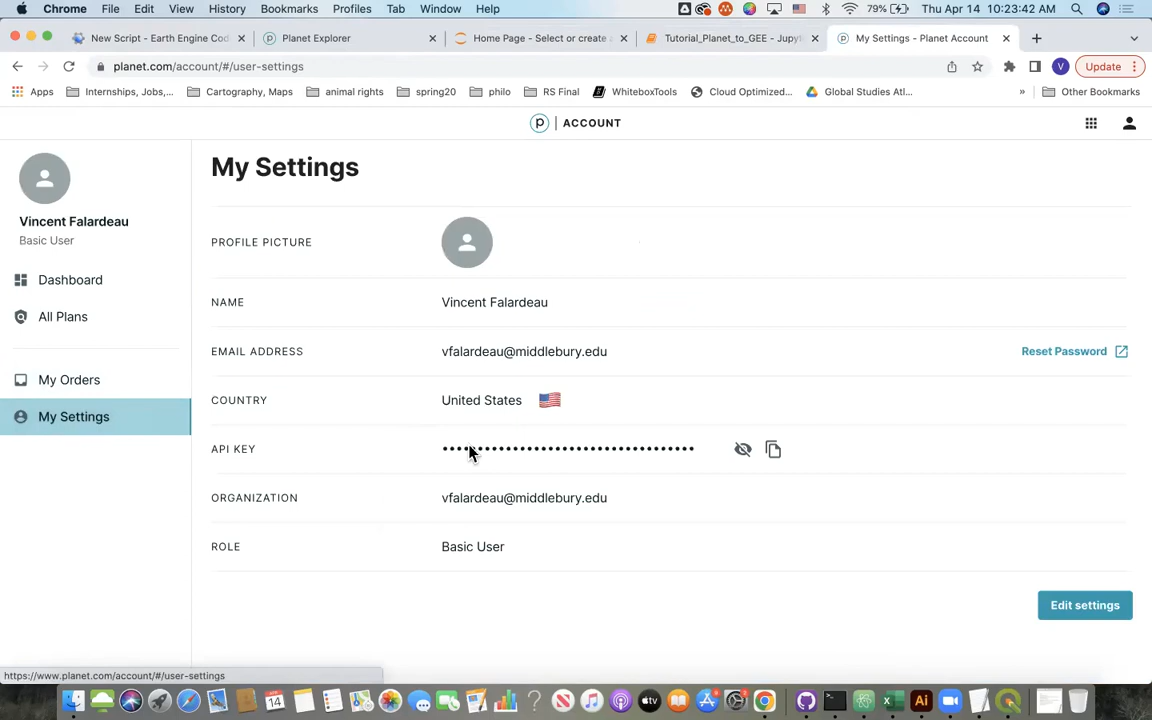 Chrome File Edit View History Bookmarks Profiles Tab Window Help 79% Thu Apr 14 10:23:42 AM
New Script - Earth Engine Cod
Planet Explorer
Home Page - Select or create a
Tutorial_Planet_to_GEE - Jupyt
My Settings - Planet Account
planet.com/account/#/user-settings
V
Update
Apps Internships, Jobs,... Cartography, Maps animal rights spring20 philo RS Final WhiteboxTools Cloud Optimized... Global Studies Atl... » Other Bookmarks
p | ACCOUNT
Vincent Falardeau
Basic User
Dashboard
All Plans
My Orders
My Settings
My Settings
PROFILE PICTURE
NAME Vincent Falardeau
EMAIL ADDRESS vfalardeau@middlebury.edu Reset Password
COUNTRY United States
API KEY
ORGANIZATION vfalardeau@middlebury.edu
ROLE Basic User
Edit settings
https://www.planet.com/account/#/user-settings